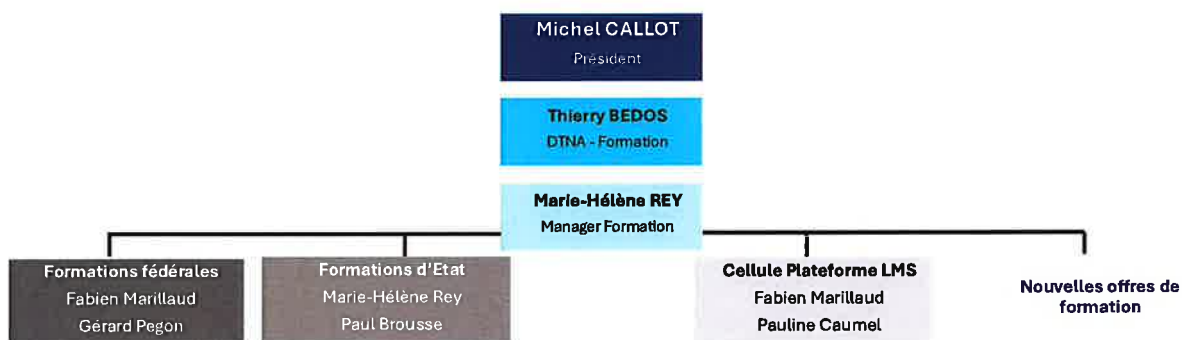 Michel CALLOT
Président
Thierry BEDOS
DTNA - Formation
Marie-Hélène REY
Manager Formation
Formations fédérales
Fabien Marillaud
Gérard Pegon
Formations d'Etat
Marie-Hélène Rey
Paul Brousse
Cellule Plateforme LMS
Fabien Marillaud
Pauline Caumel
Nouvelles offres de
formation